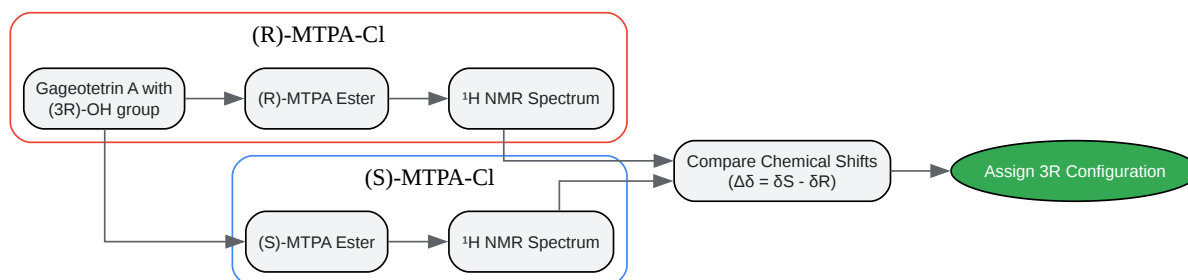 (R)-MTPA-Cl
Gageotetrin A with
(3R)-OH group
(R)-MTPA Ester
¹H NMR Spectrum
(S)-MTPA-Cl
(S)-MTPA Ester
¹H NMR Spectrum
Compare Chemical Shifts
(Δδ = δS - δR)
Assign 3R Configuration